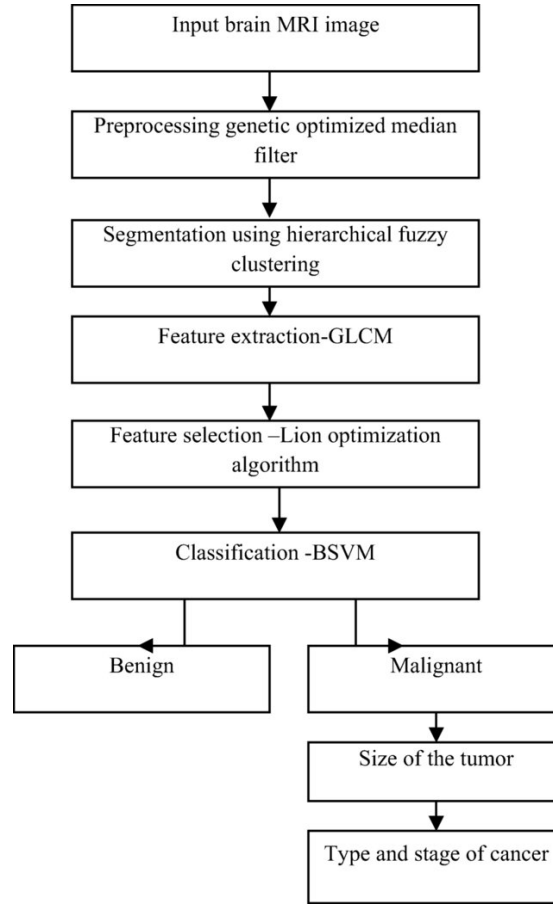 Input brain MRI image
Preprocessing genetic optimized median
filter
Segmentation using hierarchical fuzzy
clustering
Feature extraction-GLCM
Feature selection –Lion optimization
algorithm
Classification -BSVM
Benign
Malignant
Size of the tumor
Type and stage of cancer